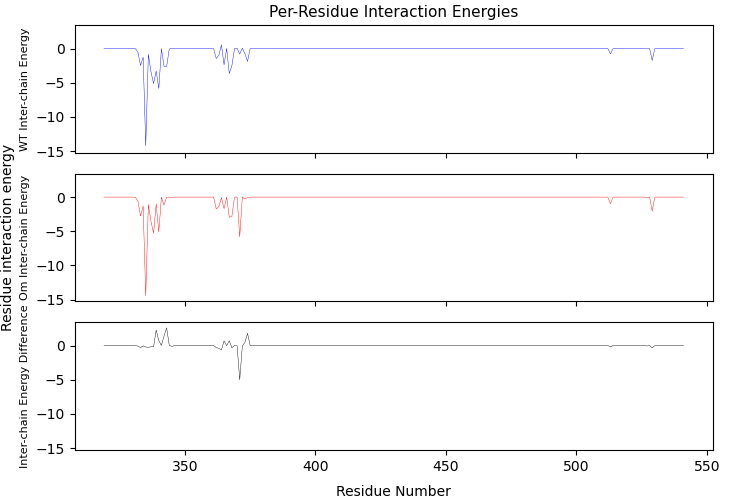 Per-Residue Interaction Energies
Residue interaction energy
WT Inter-chain Energy
0
−5
−10
−15
Om Inter-chain Energy
0
−5
−10
−15
Inter-chain Energy Difference
0
−5
−10
−15
350 400 450 500 550
Residue Number